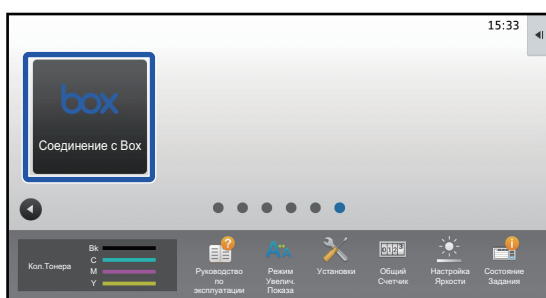 15:33
box
Соединение с Box
Кол.Тонера
Bk
C
M
Y
Руководство
по
эксплуатации
Режим
Увелич.
Показа
Установки
Общий
Счетчик
Настройка
Яркости
Состояние
Задания